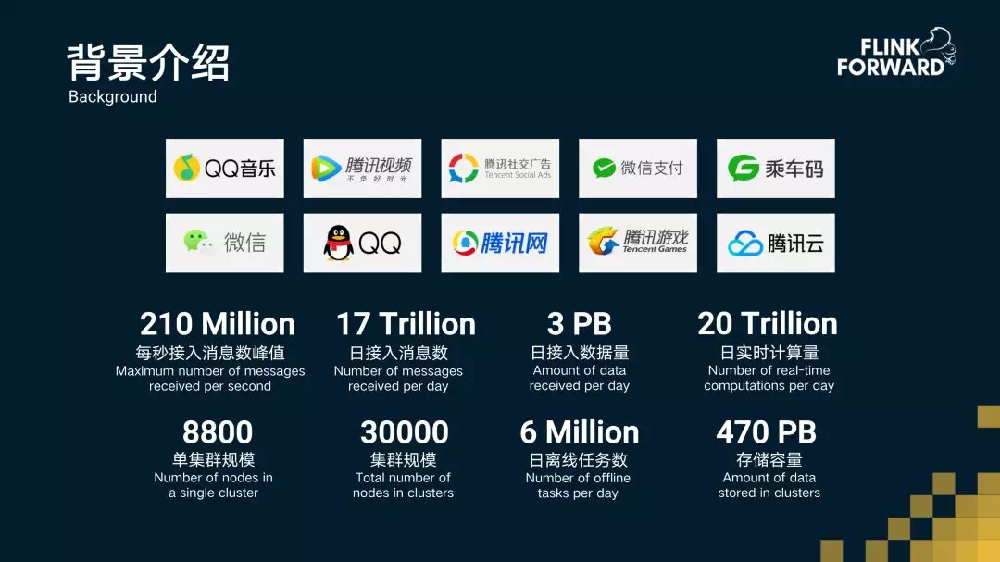 背景介绍
Background
FLINK
FORWARD
QQ音乐
腾讯视频
不负好时光
腾讯社交广告
Tencent Social Ads
微信支付
乘车码
微信
QQ
腾讯网
腾讯游戏
Tencent Games
腾讯云
210 Million
每秒接入消息数峰值
Maximum number of messages
received per second
17 Trillion
日接入消息数
Number of messages
received per day
3 PB
日接入数据量
Amount of data
received per day
20 Trillion
日实时计算量
Number of real-time
computations per day
8800
单集群规模
Number of nodes in
a single cluster
30000
集群规模
Total number of
nodes in clusters
6 Million
日离线任务数
Number of offline
tasks per day
470 PB
存储容量
Amount of data
stored in clusters